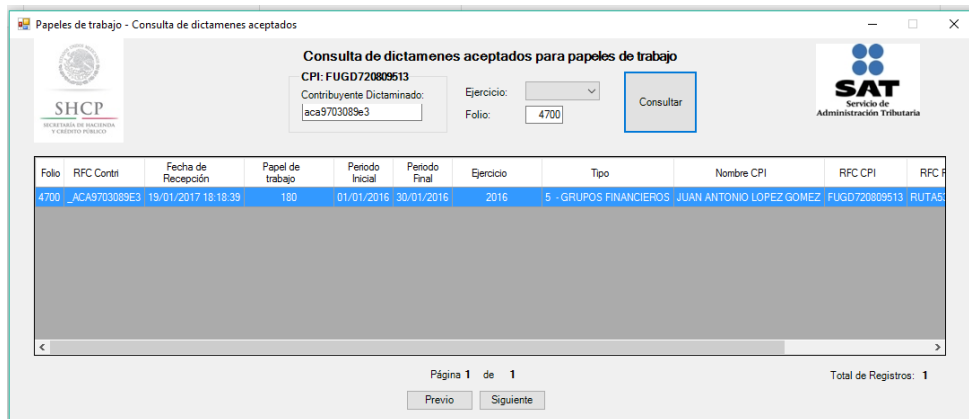 Papeles de trabajo - Consulta de dictamenes aceptados
Consulta de dictamenes aceptados para papeles de trabajo
CPI: FUGD720809513
Contribuyente Dictaminado:
aca9703089e3
Ejercicio:
Folio: 4700
Consultar
SHCP
SECRETARÍA DE HACIENDA
Y CRÉDITO PÚBLICO
SAT
Servicio de
Administración Tributaria
Folio RFC Contri Fecha de Recepción Papel de trabajo Periodo Inicial Periodo Final Ejercicio Tipo Nombre CPI RFC CPI RFC
4700 _ACA9703089E3 19/01/2017 18:18:39 180 01/01/2016 30/01/2016 2016 5 - GRUPOS FINANCIEROS JUAN ANTONIO LOPEZ GOMEZ FUGD720809513 RUTA53
Página 1 de 1
Total de Registros: 1
Previo Siguiente